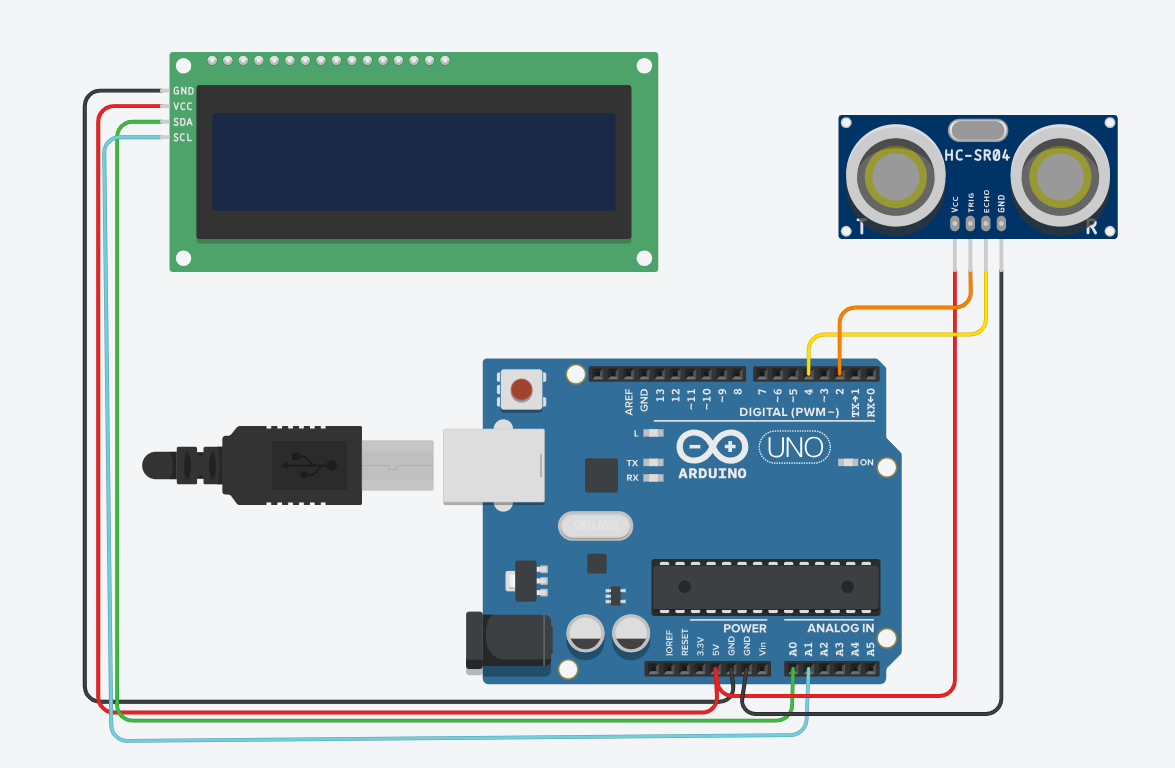 GND
VCC
SDA
SCL
HC-SR04
VCC
TRIG
ECHO
GND
T
R
AREF
GND
13
12
~11
~10
~9
8
7
~6
~5
4
~3
2
TX→1
RX←0
DIGITAL (PWM~)
L
TX
RX
ARDUINO
UNO
ON
POWER
ANALOG IN
IOREF
RESET
3.3V
5V
GND
GND
Vin
A0
A1
A2
A3
A4
A5